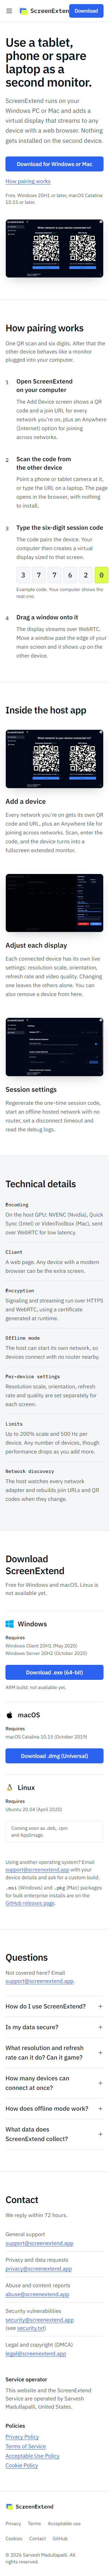 ScreenExtend
Download
Use a tablet,
phone or spare
laptop as a
second monitor.
ScreenExtend runs on your
computer and adds a true virtual
display to any device with a web browser. Nothing
gets installed on the second device.
Download for Windows or Mac
How pairing works
Free. Windows 20H1 or later, macOS Catalina
10.15 or later.
How pairing works
One QR scan and six digits. After that the
other device behaves like a monitor
plugged into your computer.
1
Open ScreenExtend
on your computer
The Add Device screen shows a QR
code and a join URL for every
network you're on, plus an Anywhere
(Internet) option for joining
across networks.
2
Scan the code from
the other device
Point a phone or tablet camera at it,
or type the URL on a laptop. The page
opens in the browser, with nothing
to install.
3
Type the six-digit session code
The code pairs the device. Your
computer then creates a virtual
display sized to that screen.
3 7 7 6 2 0
Example code. Your computer shows the
real one.
4
Drag a window onto it
The display streams over WebRTC.
Move a window past the edge of your
main screen and it shows up on the
other device.
Inside the host app
Add a device
Every network you're on gets its own QR
code and URL, plus an Anywhere tile for
joining across networks. Scan, enter the
code, and the device turns into a
ScreenExtend monitor.
Adjust each display
Each connected device has its own live
settings: resolution scale, orientation,
refresh rate and video quality. Changing
one leaves the others alone. You can
also remove a device from here.
Session settings
Regenerate the one-time session code,
start an offline hosted network with no
router, set a disconnect timeout and
read the debug logs.
Technical details
Encoding
On the host GPU: NVENC (Nvidia), Quick
Sync (Intel) or VideoToolbox (Mac), sent
over WebRTC for low latency.
Client
A web page. Any device with a modern
browser can be the extra screen.
Encryption
Signaling and streaming run over HTTPS
and WebRTC, using a certificate
generated at runtime.
Offline mode
The host can start its own network, so
devices connect with no router nearby.
Per-device settings
Resolution scale, orientation, refresh
rate and quality are set separately for
each screen.
Limits
Up to 200% scale and 500 Hz per
device. Any number of devices, though
performance drops as you add more.
Network discovery
The host watches every network
adapter and rebuilds join URLs and QR
codes when they change.
Download
ScreenExtend
Free for Windows and macOS. Linux is
not available yet.
Windows
Requires
Windows Client 20H1 (May 2020)
Windows Server 20H2 (October 2020)
Download .exe (64-bit)
ARM build: not available yet.
macOS
Requires
macOS Catalina 10.15 (October 2019)
Download .dmg (Universal)
Linux
Requires
Ubuntu 20.04 (April 2020)
Coming soon as .deb, .rpm
and AppImage.
Using another operating system? Email
support@screenextend.app with your
device details and ask for a custom build.
.msi (Windows) and .pkg (Mac) packages
for bulk enterprise installs are on the
GitHub releases page.
Questions
Not covered here? Email
support@screenextend.app.
How do I use ScreenExtend?
Is my data secure?
What resolution and refresh
rate can it do? Can it game?
How many devices can
connect at once?
How does offline mode work?
What data does
ScreenExtend collect?
Contact
We reply within 72 hours.
General support
support@screenextend.app
Privacy and data requests
privacy@screenextend.app
Abuse and content reports
abuse@screenextend.app
Security vulnerabilities
security@screenextend.app
(see security.txt)
Legal and copyright (DMCA)
legal@screenextend.app
Service operator
This website and the ScreenExtend
Service are operated by Sarvesh
Madullapalli, United States.
Policies
Privacy Policy
Terms of Service
Acceptable Use Policy
Cookie Policy
ScreenExtend
Privacy Terms Acceptable use
Cookies Contact GitHub
© 2026 Sarvesh Madullapalli. All
rights reserved.